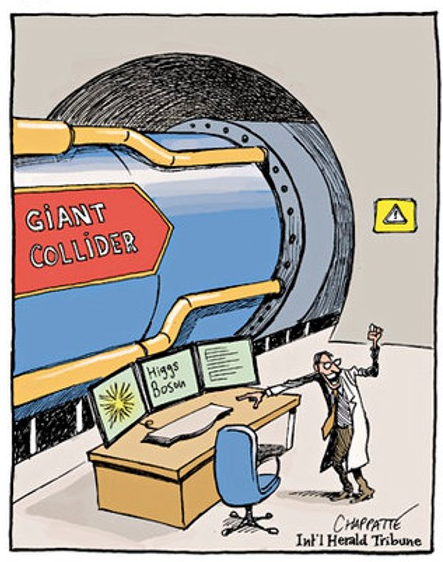 GiANT
COLLiDER
Higgs
Boson
CHAPPATTE
Int'l Herald Tribune